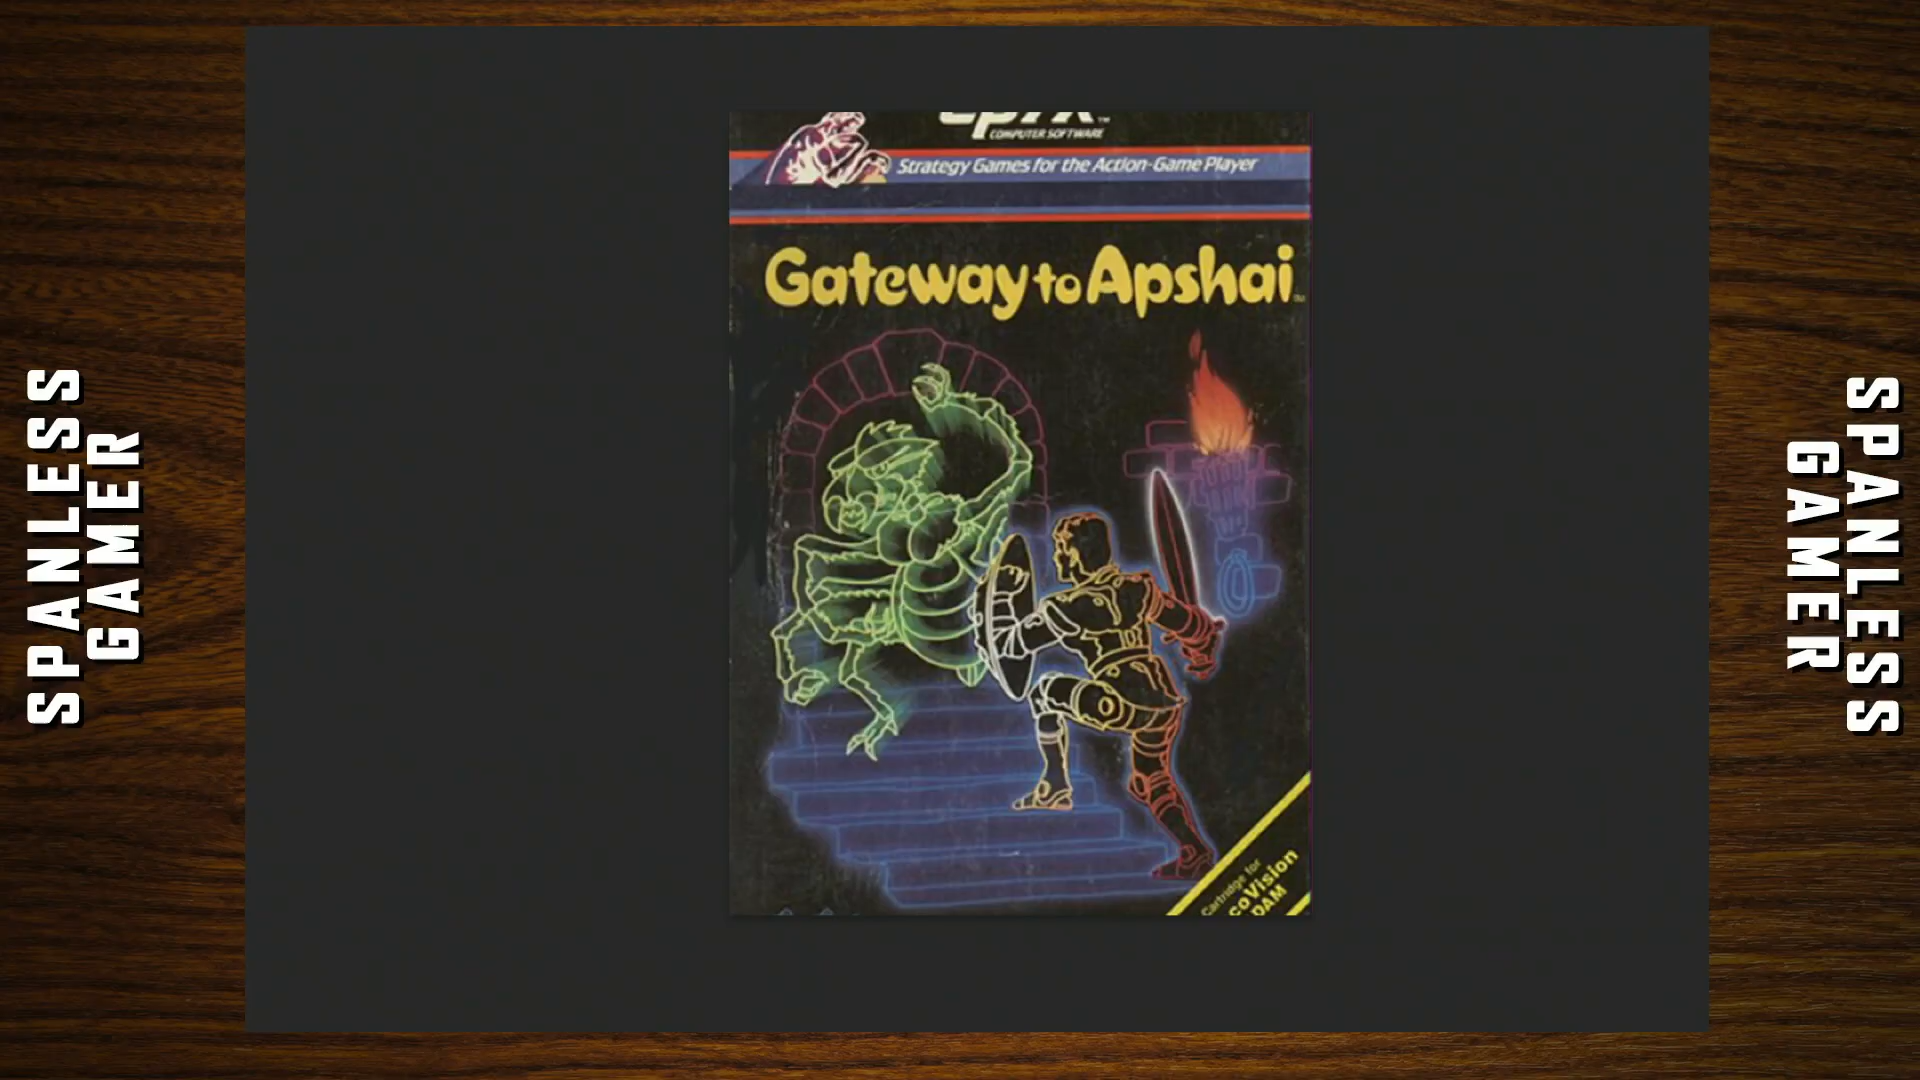 SPANLESS
GAMER
COMPUTER SOFTWARE
Strategy Games for the Action-Game Player
Gateway to Apshai
Cartridge for
coVision
DAM
SPANLESS
GAMER